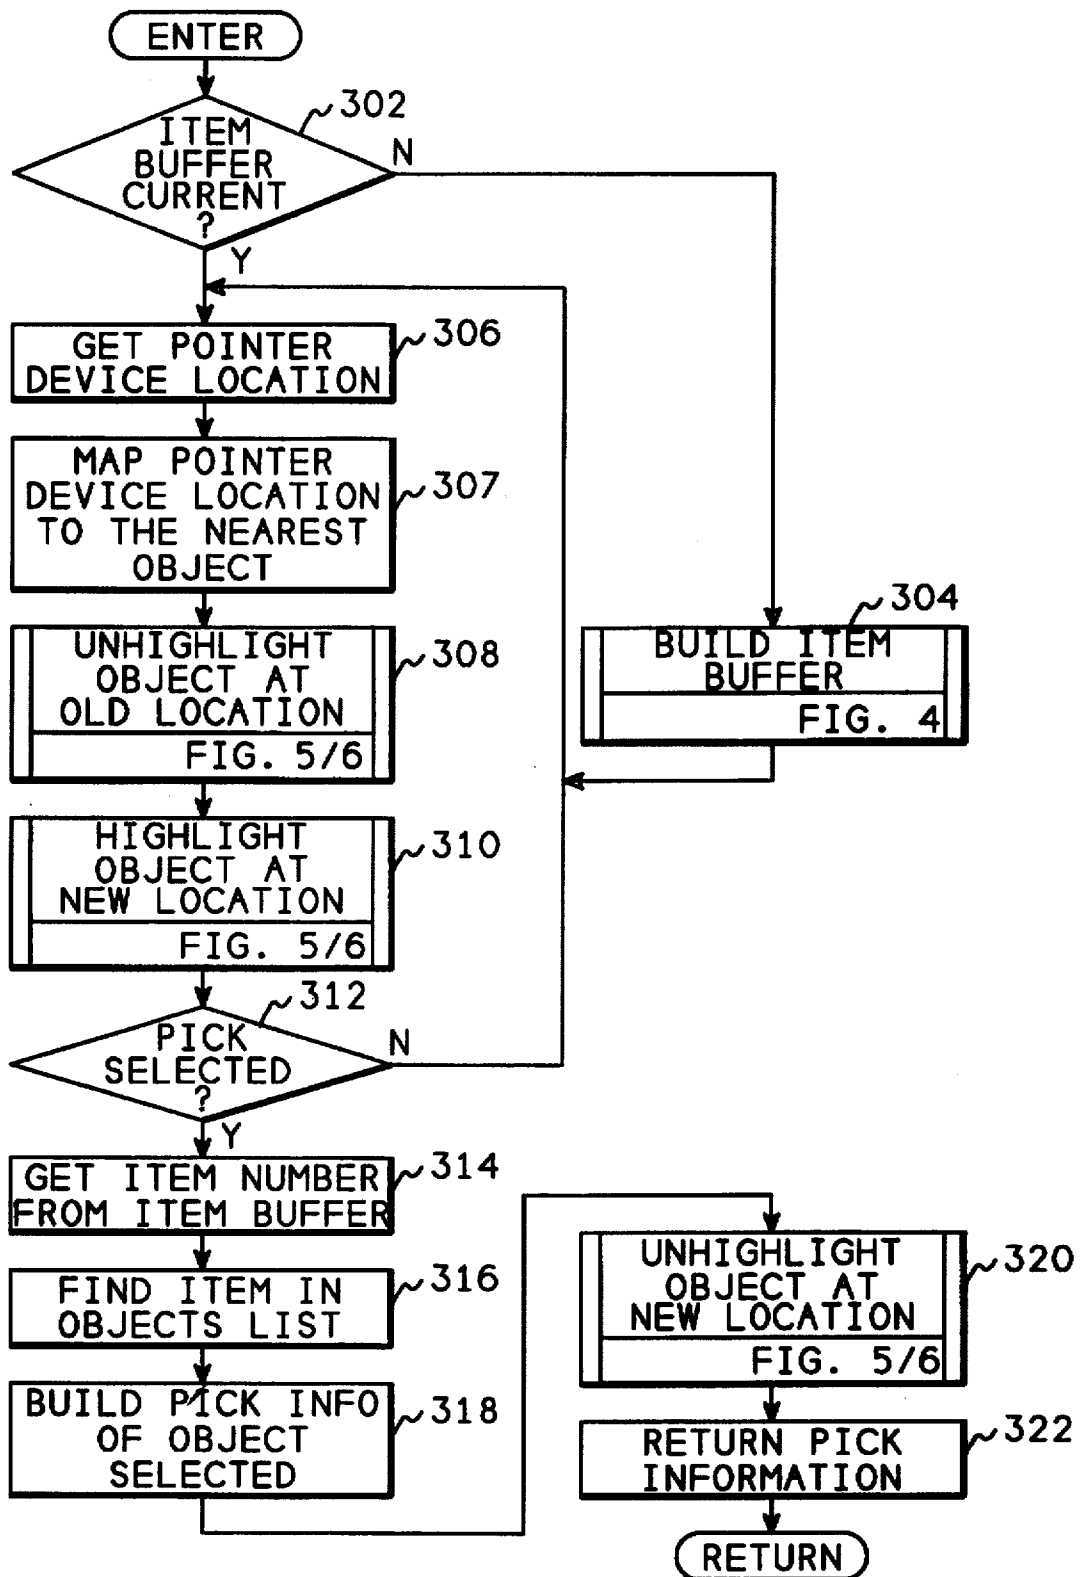 ENTER
302
ITEM
BUFFER
CURRENT
?
N
Y
GET POINTER
DEVICE LOCATION
306
MAP POINTER
DEVICE LOCATION
TO THE NEAREST
OBJECT
307
UNHIGHLIGHT
OBJECT AT
OLD LOCATION
FIG. 5/6
308
304
BUILD ITEM
BUFFER
FIG. 4
HIGHLIGHT
OBJECT AT
NEW LOCATION
FIG. 5/6
310
312
PICK
SELECTED
?
N
Y
GET ITEM NUMBER
FROM ITEM BUFFER
314
FIND ITEM IN
OBJECTS LIST
316
BUILD PICK INFO
OF OBJECT
SELECTED
318
UNHIGHLIGHT
OBJECT AT
NEW LOCATION
FIG. 5/6
320
RETURN PICK
INFORMATION
322
RETURN